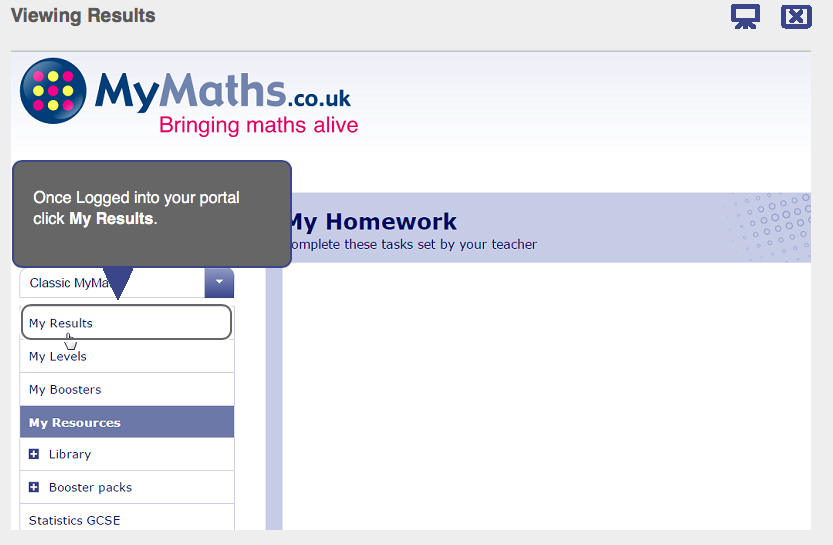 Viewing Results
MyMaths.co.uk
Bringing maths alive
Once Logged into your portal
click My Results.
My Homework
omplete these tasks set by your teacher
Classic MyMa
My Results
My Levels
My Boosters
My Resources
Library
Booster packs
Statistics GCSE